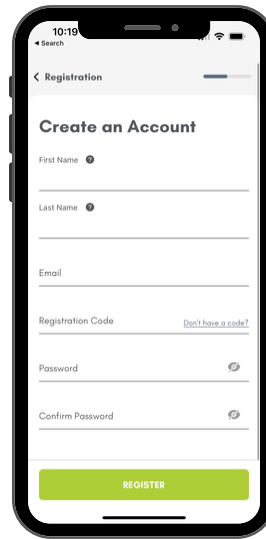 10:19
Search
Registration
Create an Account
First Name ?
Last Name ?
Email
Registration Code Don't have a code?
Password
Confirm Password
REGISTER